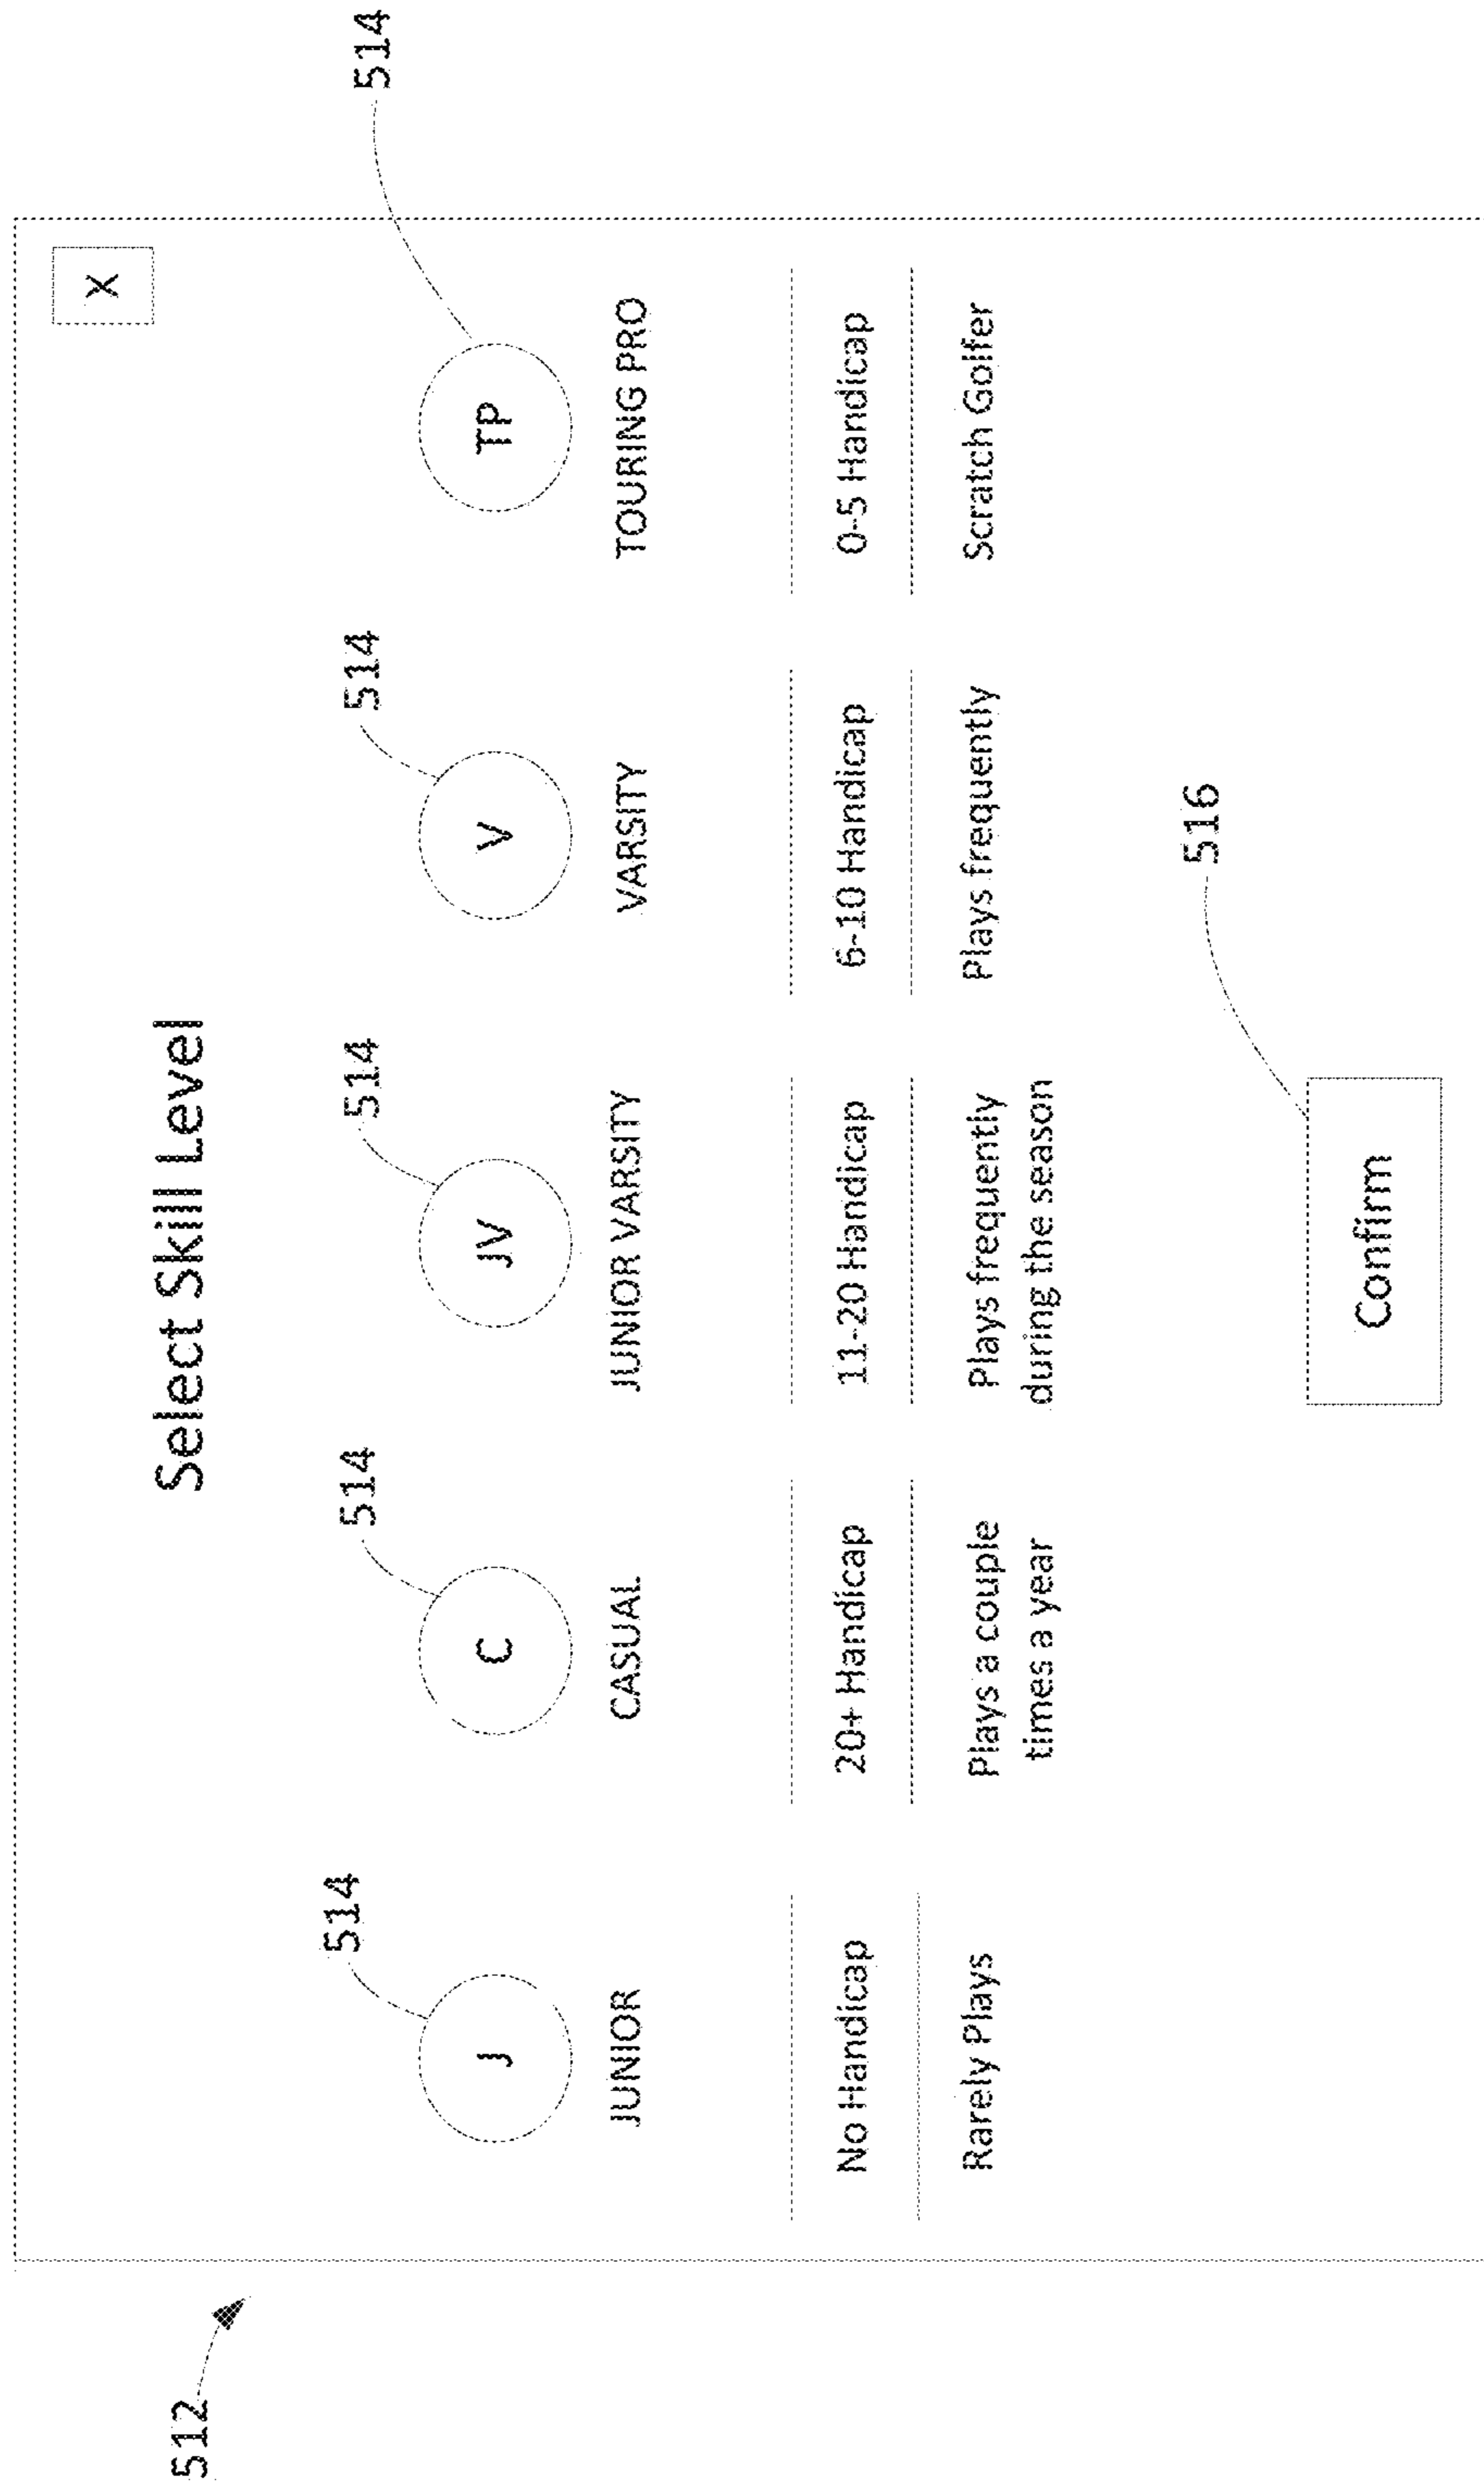 512
X
Select Skill Level
514
514
514
514
514
J
C
JV
V
TP
JUNIOR
CASUAL
JUNIOR VARSITY
VARSITY
TOURING PRO
No Handicap
20+ Handicap
11-20 Handicap
6-10 Handicap
0-5 Handicap
Rarely Plays
Plays a couple
times a year
Plays frequently
during the season
Plays frequently
Scratch Golfer
516
Confirm